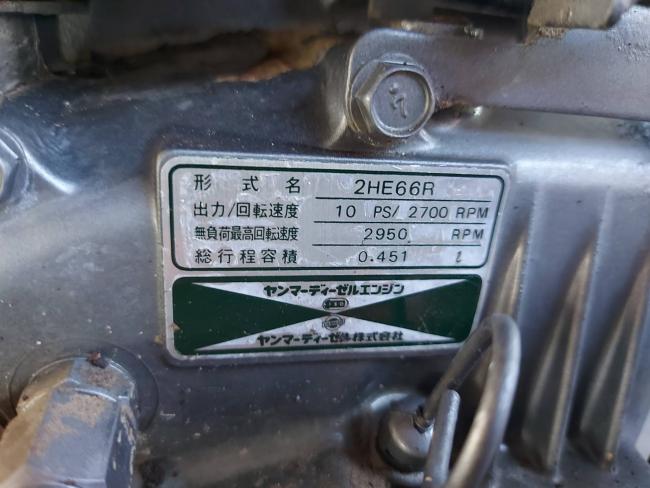 形式名 2HE66R
出力/回転速度 10 PS/ 2700 RPM
無負荷最高回転速度 2950 RPM
総行程容積 0.451 ℓ
ヤンマーディーゼルエンジン
ヤンマーディーゼル株式会社